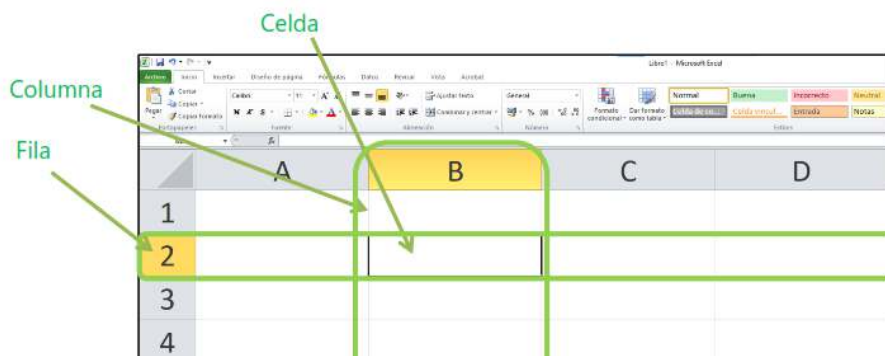 Celda
Columna
Fila
Libro1 - Microsoft Excel
Archivo Inicio Insertar Diseño de página Fórmulas Datos Revisar Vista Acrobat
Cortar
Copiar
Copiar formato
Pegar
Portapapeles
Calibri 11
N K S
Fuente
Ajustar texto
Combinar y centrar
Alineación
General
Número
Formato condicional
Dar formato como tabla
Normal Buena Incorrecto Neutral
Celda de co... Celda vincul... Entrada Notas
Estilos
A B C D
1
2
3
4